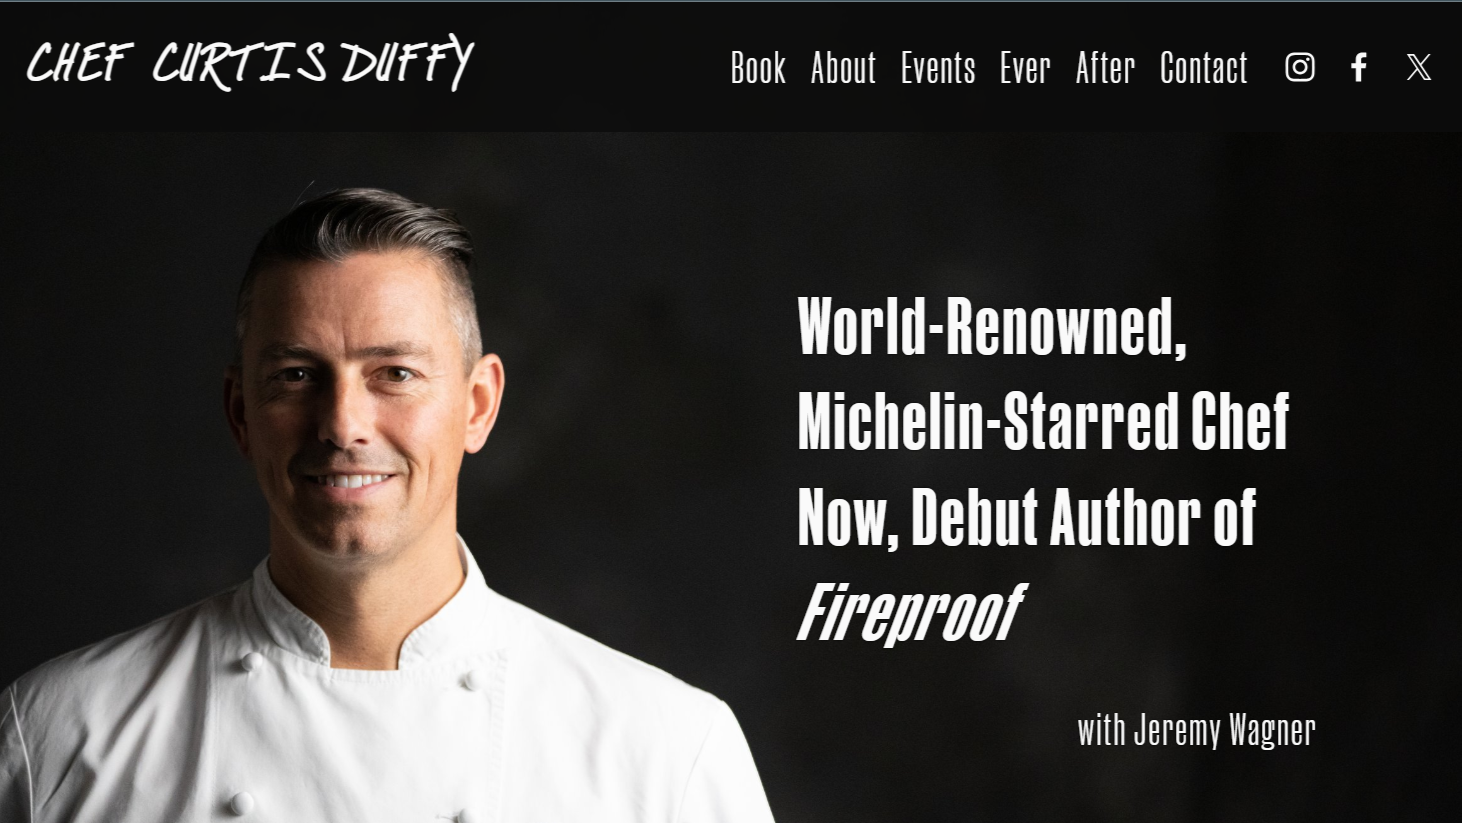 CHEF CURTIS DUFFY
Book About Events Ever After Contact
World-Renowned,
Michelin-Starred Chef
Now, Debut Author of
Fireproof
with Jeremy Wagner